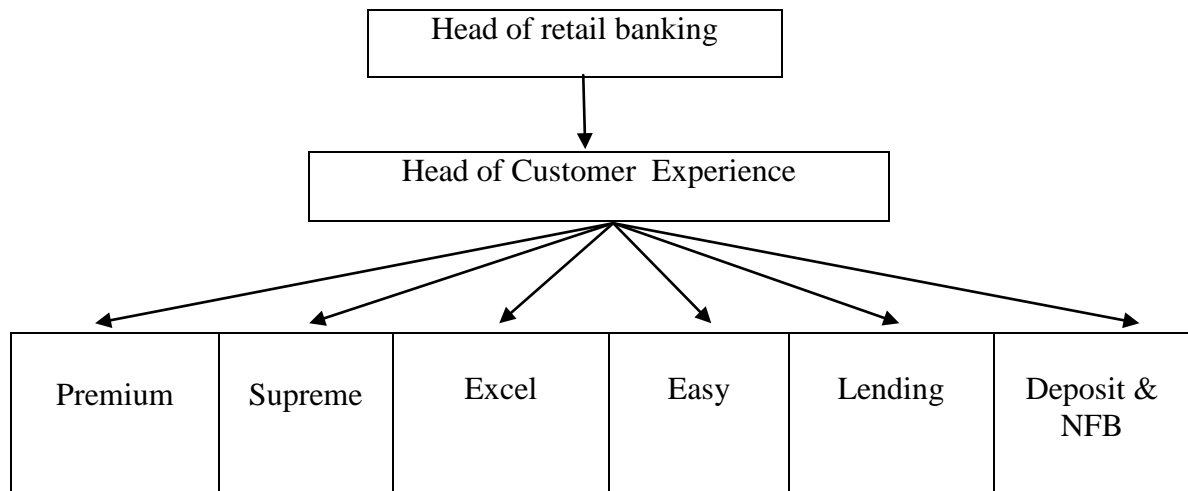 Head of retail banking
Head of Customer Experience
Premium
Supreme
Excel
Easy
Lending
Deposit &
NFB